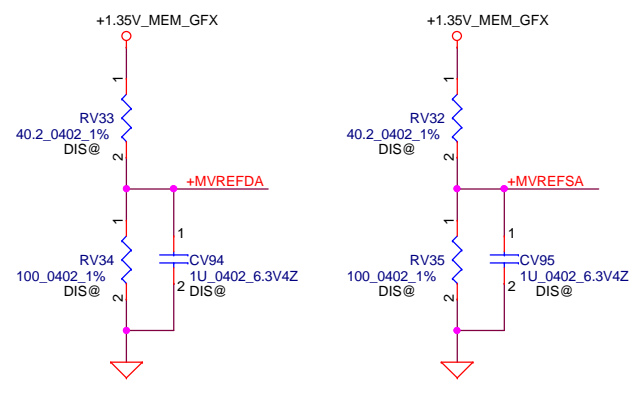 +1.35V_MEM_GFX
1
RV33
40.2_0402_1%
DIS@
2
+MVREFDA
1
RV34
100_0402_1%
DIS@
2
1
CV94
1U_0402_6.3V4Z
2
DIS@
+1.35V_MEM_GFX
1
RV32
40.2_0402_1%
DIS@
2
+MVREFSA
1
RV35
100_0402_1%
DIS@
2
1
CV95
1U_0402_6.3V4Z
2
DIS@